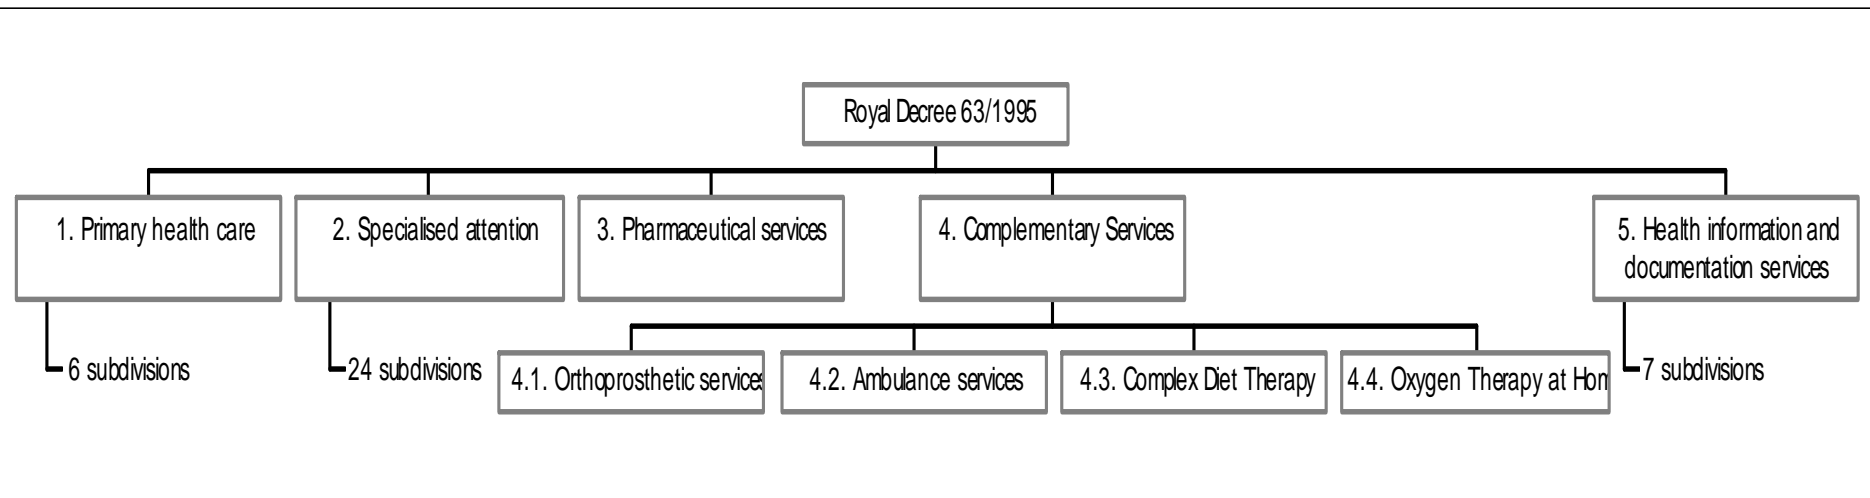 Royal Decree 63/1995
1. Primary health care
2. Specialised attention
3. Pharmaceutical services
4. Complementary Services
5. Health information and
documentation services
6 subdivisions
24 subdivisions
4.1. Orthoprosthetic services
4.2. Ambulance services
4.3. Complex Diet Therapy
4.4. Oxygen Therapy at Hom
7 subdivisions